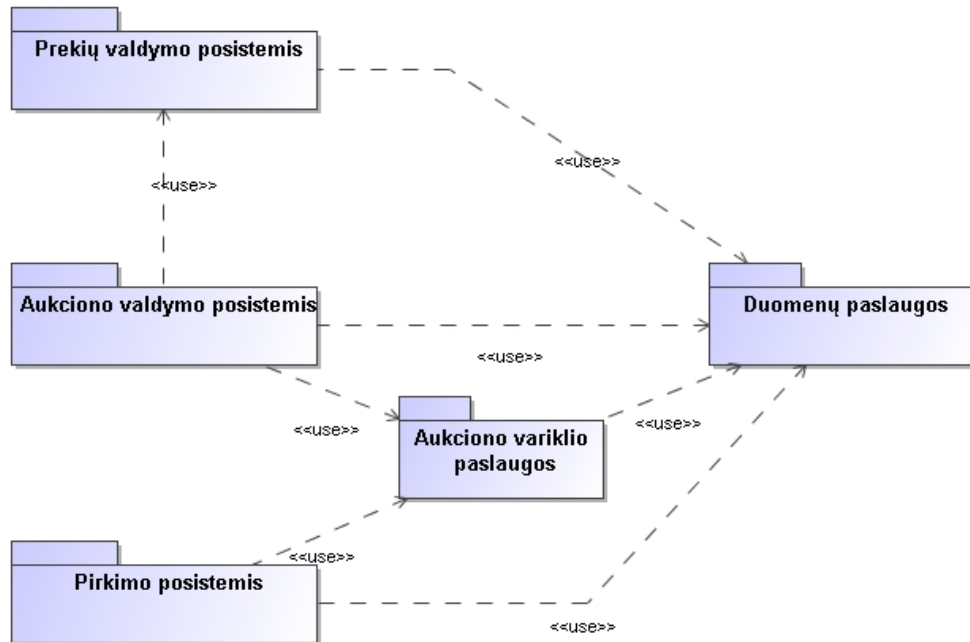 Prekių valdymo posistemis
<<use>>
<<use>>
Aukciono valdymo posistemis
Duomenų paslaugos
<<use>>
<<use>>
<<use>>
Aukciono variklio
paslaugos
<<use>>
Pirkimo posistemis
<<use>>